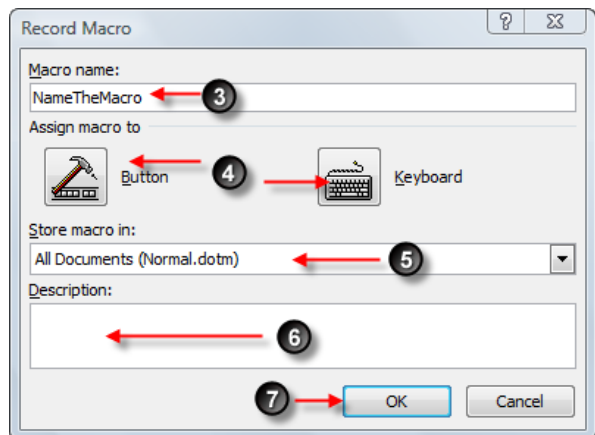 Record Macro
Macro name:
NameTheMacro 3
Assign macro to
Button 4 Keyboard
Store macro in:
All Documents (Normal.dotm) 5
Description:
6
7 OK Cancel